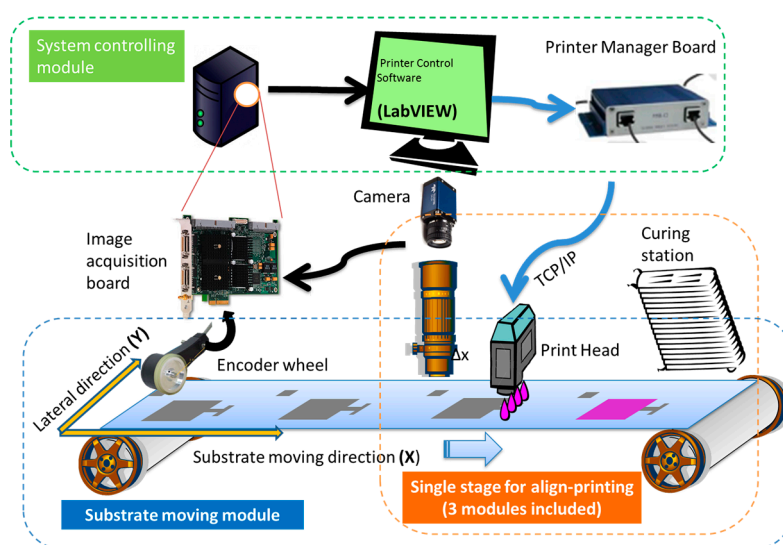 System controlling
module
Printer Control
Software
(LabVIEW)
Printer Manager Board
Camera
Image
acquisition
board
TCP/IP
Curing
station
Lateral direction (Y)
Encoder wheel
Δx
Print Head
Substrate moving direction (X)
Substrate moving module
Single stage for align-printing
(3 modules included)